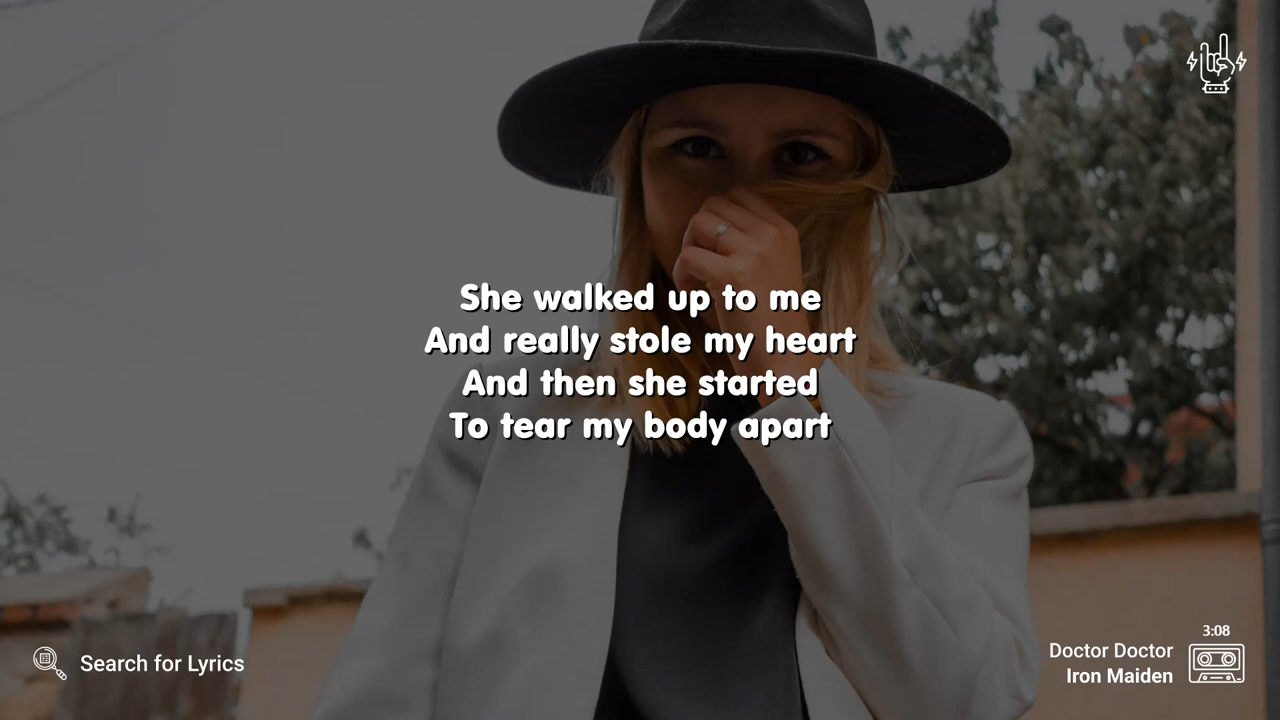 She walked up to me
And really stole my heart
And then she started
To tear my body apart
3:08
Doctor Doctor
Iron Maiden
Search for Lyrics